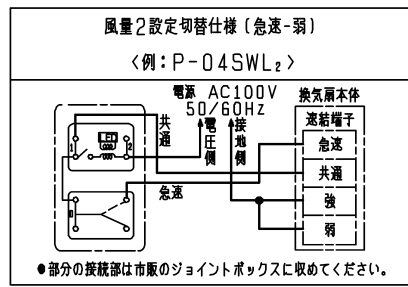 風量2設定切替仕様(急速-弱)
〈例:P-04SWL₂〉
電源 AC100V
50/60Hz
換気扇本体
速結端子
共通
電圧側
接地側
LED
1
2
急速
共通
強
弱
急速
●部分の接続部は市販のジョイントボックスに収めてください。